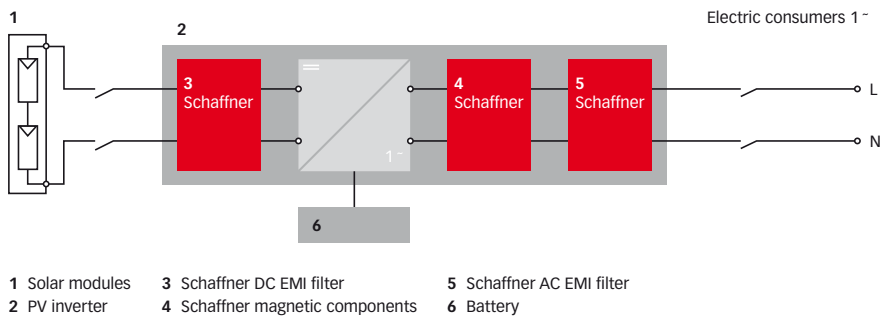 1
2
Electric consumers 1~
3
Schaffner
4
Schaffner
5
Schaffner
L
1~
N
6
1 Solar modules
3 Schaffner DC EMI filter
5 Schaffner AC EMI filter
2 PV inverter
4 Schaffner magnetic components
6 Battery